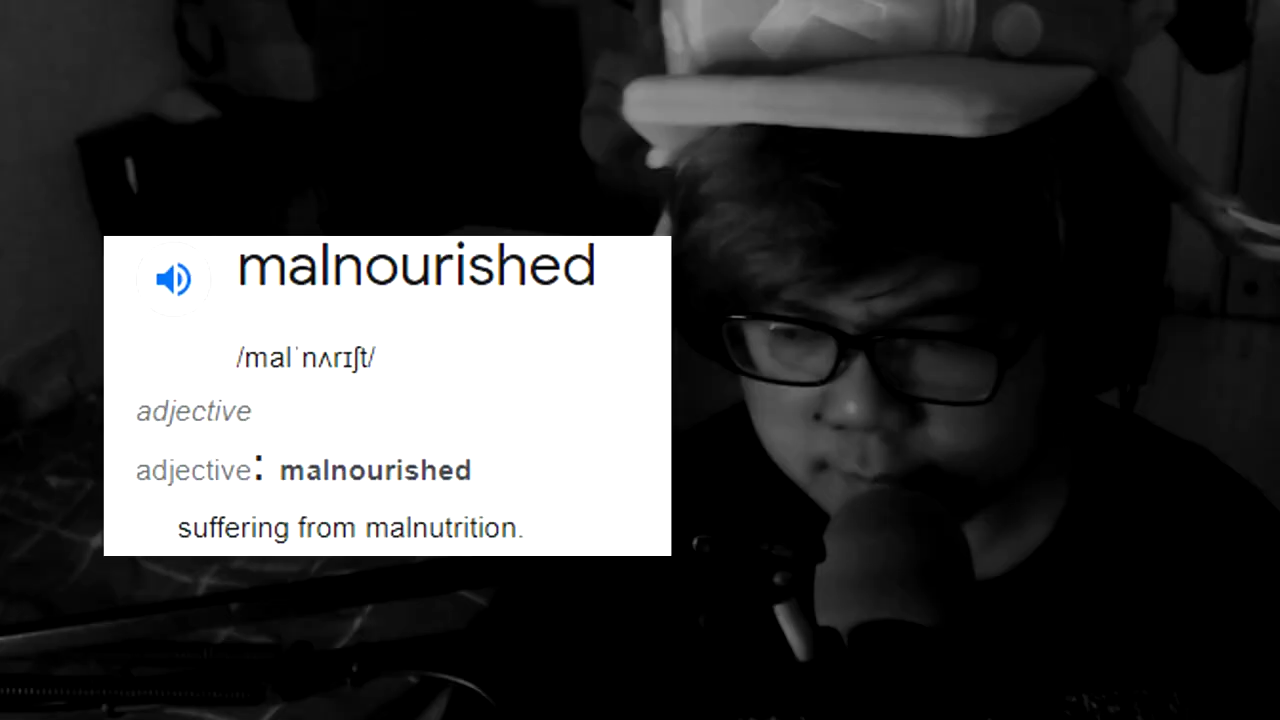 malnourished
/malˈnʌrɪʃt/
adjective
adjective: malnourished
suffering from malnutrition.